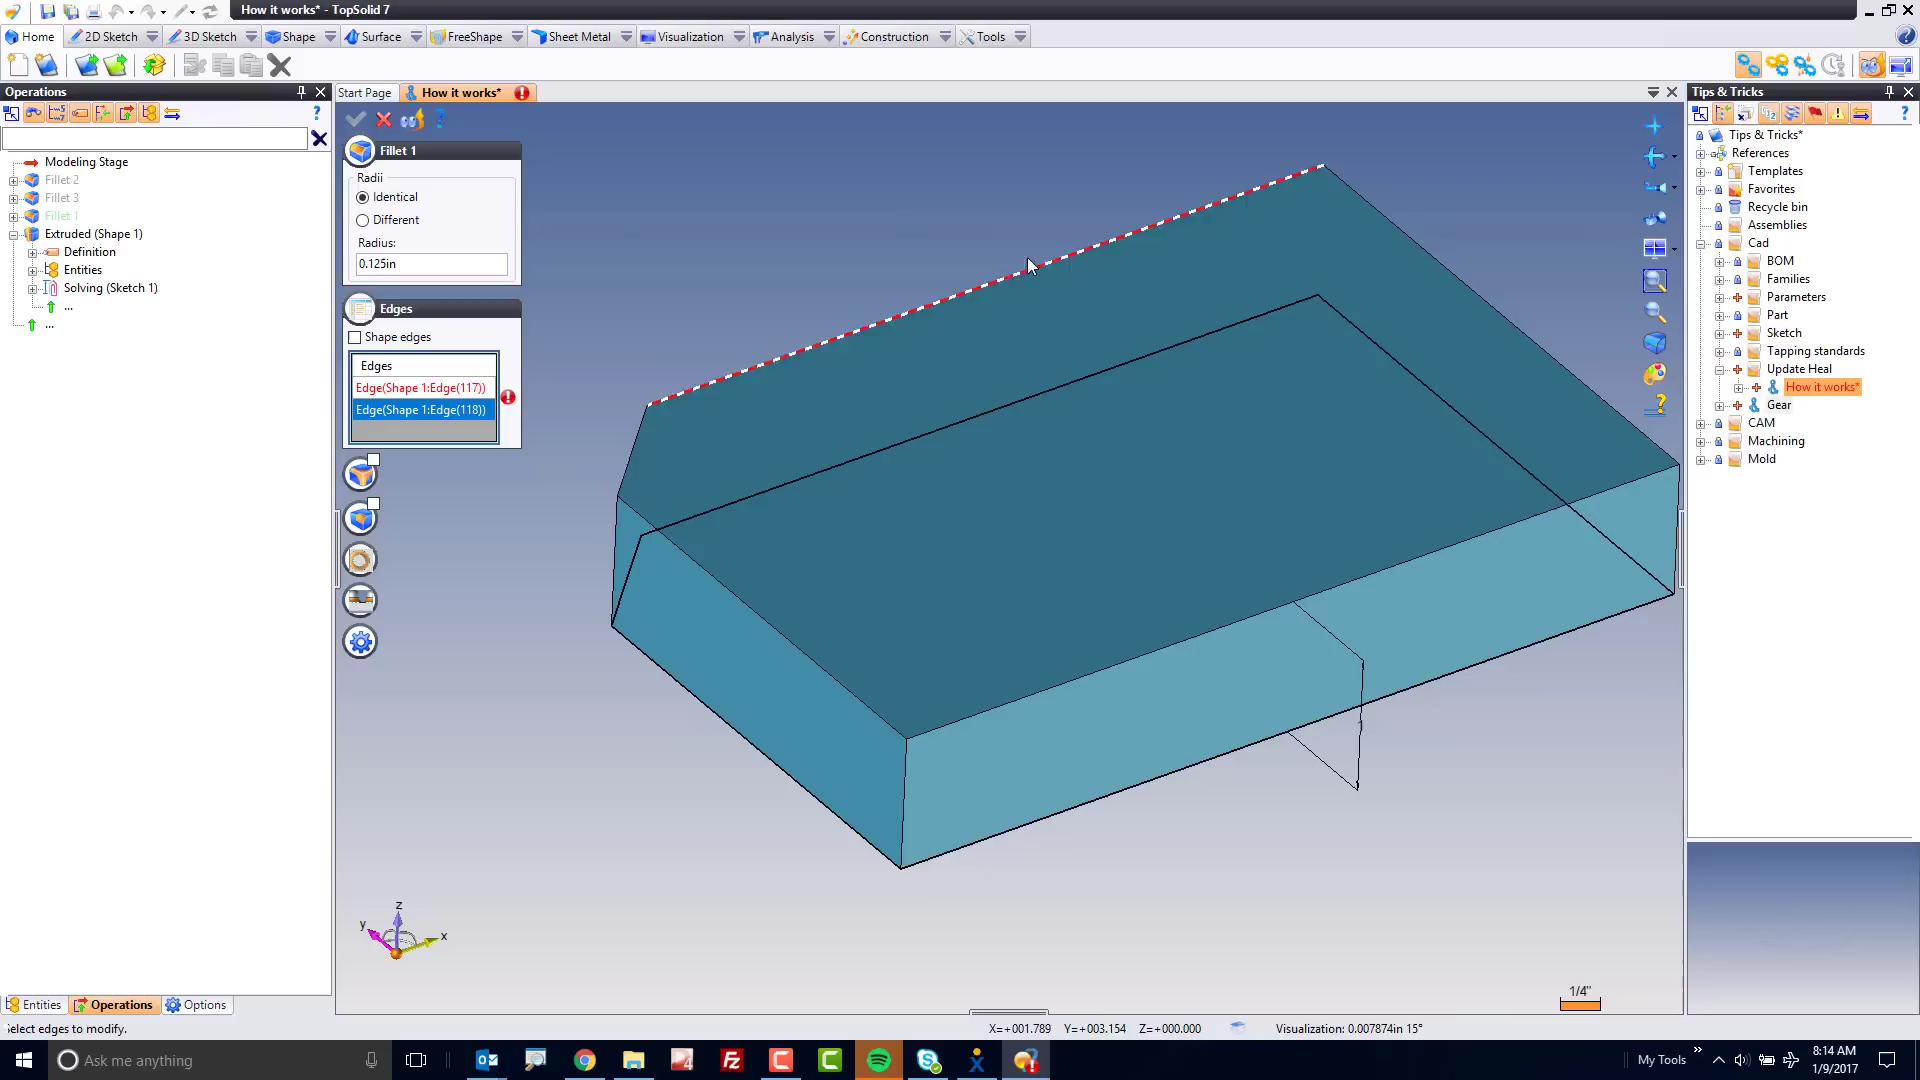 How it works* - TopSolid 7
Home
2D Sketch
3D Sketch
Shape
Surface
FreeShape
Sheet Metal
Visualization
Analysis
Construction
Tools
Operations
Modeling Stage
Fillet 2
Fillet 3
Fillet 1
Extruded (Shape 1)
Definition
Entities
Solving (Sketch 1)
...
...
Start Page
How it works*
Fillet 1
Radii
Identical
Different
Radius:
0.125in
Edges
Shape edges
Edges
Edge(Shape 1:Edge(117))
Edge(Shape 1:Edge(118))
z
y
x
1/4"
Tips & Tricks
Tips & Tricks*
References
Templates
Favorites
Recycle bin
Assemblies
Cad
BOM
Families
Parameters
Part
Sketch
Tapping standards
Update Heal
How it works*
Gear
CAM
Machining
Mold
Entities
Operations
Options
Select edges to modify.
X=+001.789 Y=+003.154 Z=+000.000
Visualization: 0.007874in 15°
Ask me anything
My Tools
8:14 AM
1/9/2017